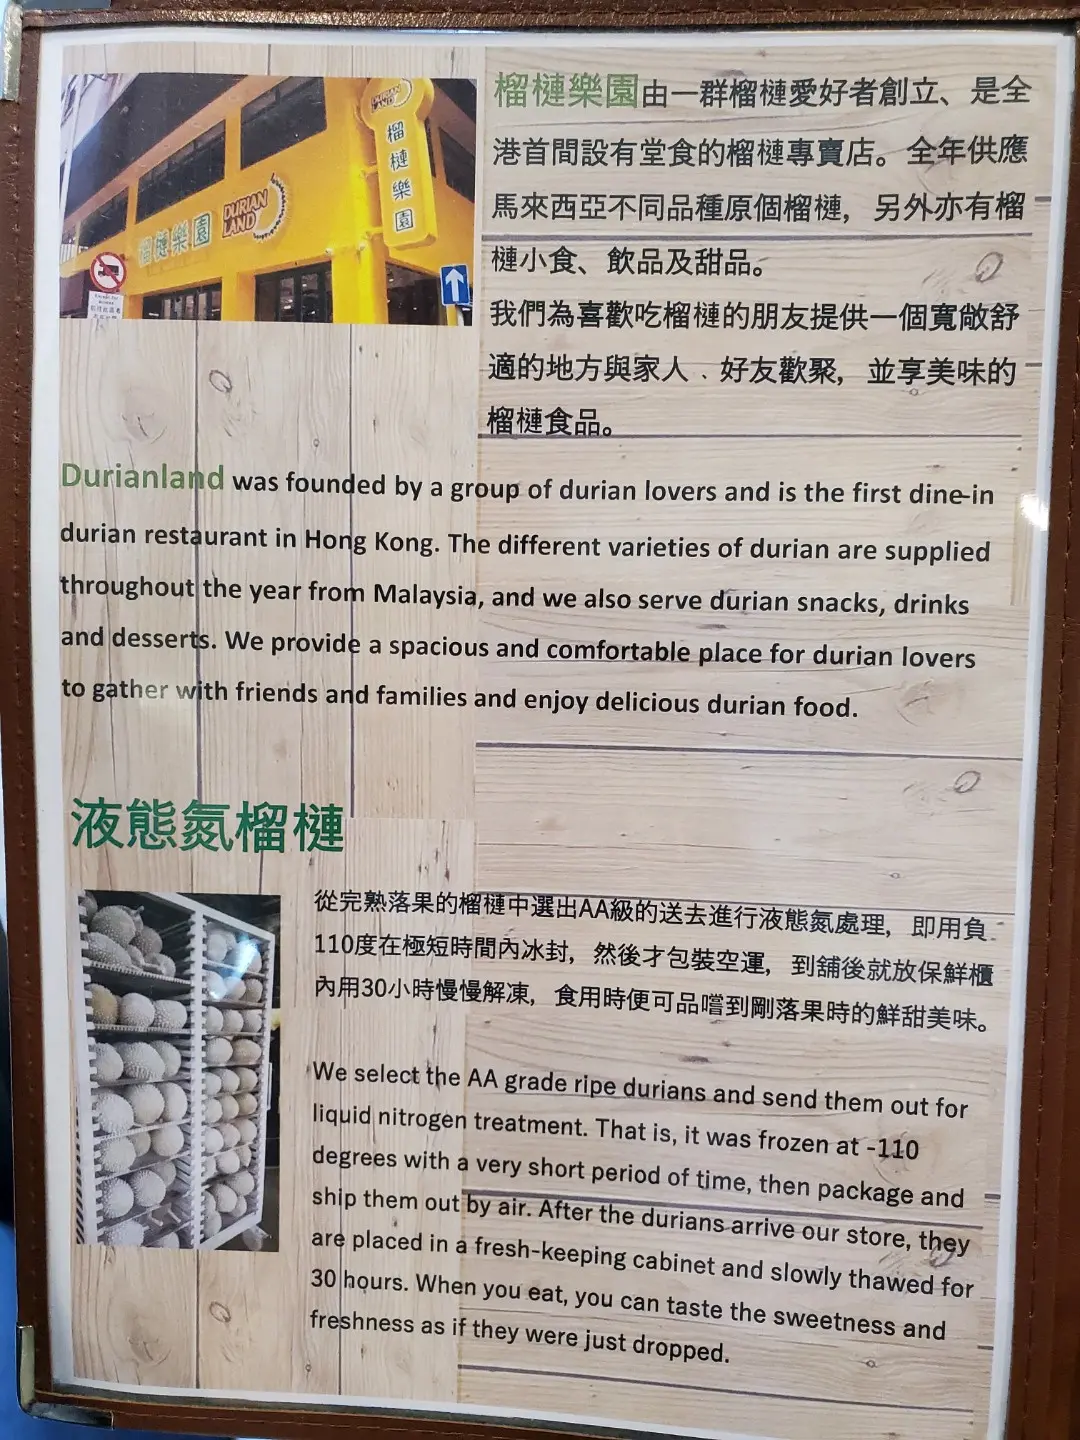 DURIAN
LAND
榴槤樂園
榴槤樂園
DURIAN
LAND
榴槤樂園由一群榴槤愛好者創立、是全
港首間設有堂食的榴槤專賣店。全年供應
馬來西亞不同品種原個榴槤，另外亦有榴
槤小食、飲品及甜品。
我們為喜歡吃榴槤的朋友提供一個寬敞舒
適的地方與家人﹑好友歡聚，並享美味的
榴槤食品。
Durianland was founded by a group of durian lovers and is the first dine-in
durian restaurant in Hong Kong. The different varieties of durian are supplied
throughout the year from Malaysia, and we also serve durian snacks, drinks
and desserts. We provide a spacious and comfortable place for durian lovers
to gather with friends and families and enjoy delicious durian food.
液態氮榴槤
從完熟落果的榴槤中選出AA級的送去進行液態氮處理，即用負
110度在極短時間內冰封，然後才包裝空運，到舖後就放保鮮櫃
內用30小時慢慢解凍，食用時便可品嚐到剛落果時的鮮甜美味。
We select the AA grade ripe durians and send them out for
liquid nitrogen treatment. That is, it was frozen at -110
degrees with a very short period of time, then package and
ship them out by air. After the durians arrive our store, they
are placed in a fresh-keeping cabinet and slowly thawed for
30 hours. When you eat, you can taste the sweetness and
freshness as if they were just dropped.